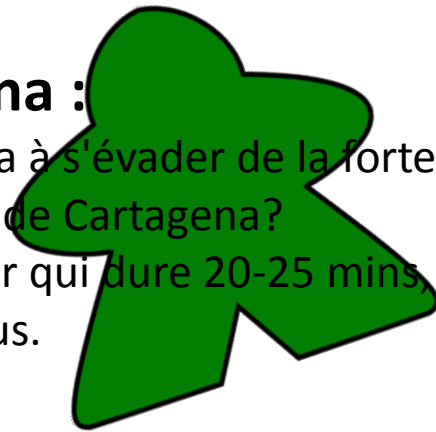 na :
a à s'évader de la forte
de Cartagena?
r qui dure 20-25 mins,
us.